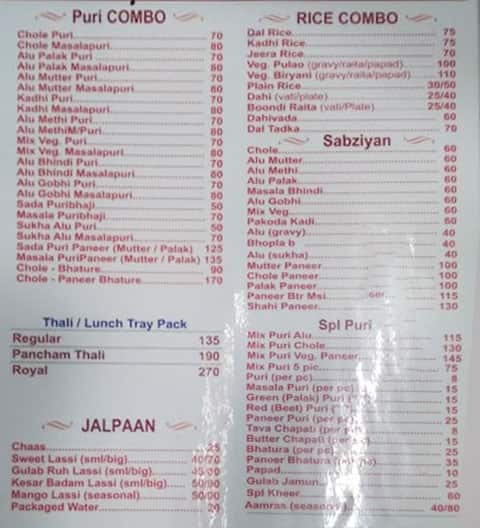 Puri COMBO
Chole Puri 70
Chole Masalapuri 80
Alu Palak Puri 70
Alu Palak Masalapuri 80
Alu Mutter Puri 70
Alu Mutter Masalapuri 80
Kadhi Puri 70
Kadhi Masalapuri 80
Alu Methi Puri 70
Alu MethiM/Puri 80
Mix Veg. Puri 70
Mix Veg. Masalapuri 80
Alu Bhindi Puri 70
Alu Bhindi Masalapuri 80
Alu Gobhi Puri 70
Alu Gobhi Masalapuri 80
Sada Puribhaji 50
Masala Puribhaji 70
Sukha Alu Puri 50
Sukha Alu Masalapuri 70
Sada Puri Paneer (Mutter / Palak) 125
Masala PuriPaneer (Mutter / Palak) 135
Chole - Bhature 90
Chole - Paneer Bhature 170
Thali / Lunch Tray Pack
Regular 135
Pancham Thali 190
Royal 270
JALPAAN
Chaas 25
Sweet Lassi (sml/big) 40/70
Gulab Ruh Lassi (sml/big)
Kesar Badam Lassi (sml/big) 50/90
Mango Lassi (seasonal) 50/90
Packaged Water 20
RICE COMBO
Dal Rice 75
Kadhi Rice 75
Jeera Rice 70
Veg. Pulao (gravy/raita/papad) 100
Veg. Biryani (gravy/raita/papad) 110
Plain Rice 30/50
Dahi (vati/plate) 25/40
Boondi Raita (vati/Plate) 25/40
Dahivada 60
Dal Tadka 70
Sabziyan
Chole 60
Alu Mutter 60
Alu Methi 60
Alu Palak 60
Masala Bhindi 60
Alu Gobhi 60
Mix Veg 60
Pakoda Kadi 60
Alu (gravy) 40
Bhopla b 40
Alu (sukha) 40
Mutter Paneer 100
Chole Paneer 100
Palak Paneer 100
Paneer Btr Msl 115
Shahi Paneer 130
Spl Puri
Mix Puri Alu 115
Mix Puri Chole 130
Mix Puri Veg. Paneer 145
Mix Puri 5 pic 75
Puri (per pc) 8
Masala Puri (per pc) 15
Green (Palak) Puri 15
Red (Beet) Puri 15
Paneer Puri (per pc) 25
Tava Chapati (per pc) 8
Butter Chapati (per pc) 15
Bhatura (per pc) 25
Paneer Bhatura 35
Papad 10
Gulab Jamun 25
Spl Kheer 60
Aamras (seasonal) 40/80